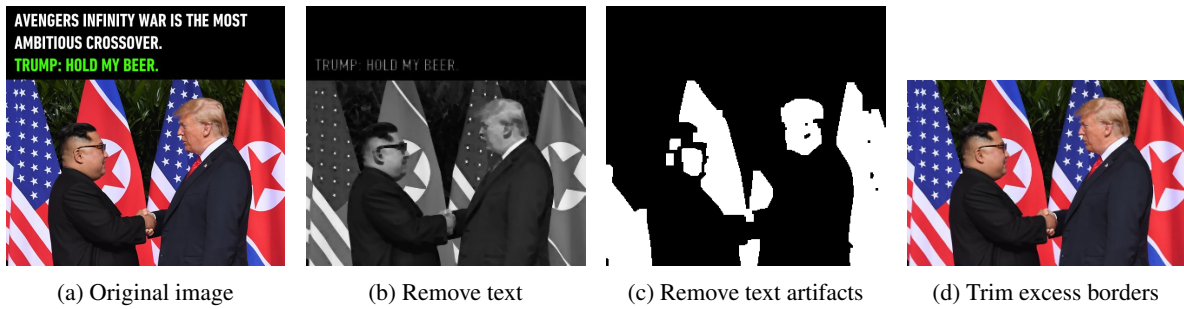 AVENGERS INFINITY WAR IS THE MOST
AMBITIOUS CROSSOVER.
TRUMP: HOLD MY BEER.
TRUMP: HOLD MY BEER.
(a) Original image
(b) Remove text
(c) Remove text artifacts
(d) Trim excess borders